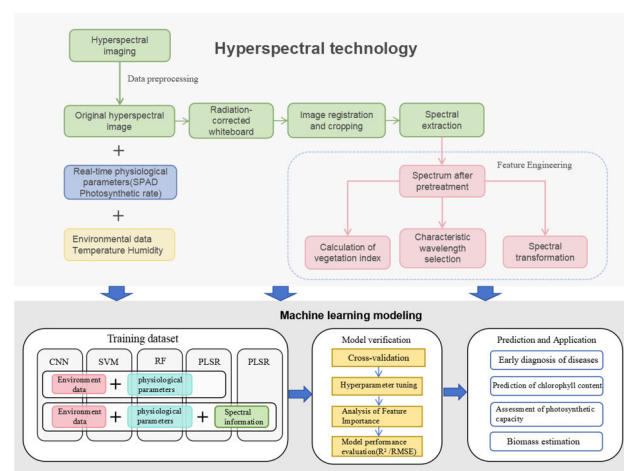 Hyperspectral
imaging
Hyperspectral technology
Data preprocessing
Original hyperspectral
image
Radiation-
corrected
whiteboard
Image registration
and cropping
Spectral
extraction
+
Real-time physiological
parameters(SPAD
Photosynthetic rate)
+
Environmental data
Temperature Humidity
Feature Engineering
Spectrum after
pretreatment
Calculation of
vegetation index
Characteristic
wavelength
selection
Spectral
transformation
Machine learning modeling
Training dataset
CNN
SVM
RF
PLSR
PLSR
Environment
data
+
physiological
parameters
Environment
data
+
physiological
parameters
+
Spectral
information
Model verification
Cross-validation
Hyperparameter tuning
Analysis of Feature
Importance
Model performance
evaluation(R² /RMSE)
Prediction and Application
Early diagnosis of diseases
Prediction of chlorophyll content
Assessment of photosynthetic
capacity
Biomass estimation